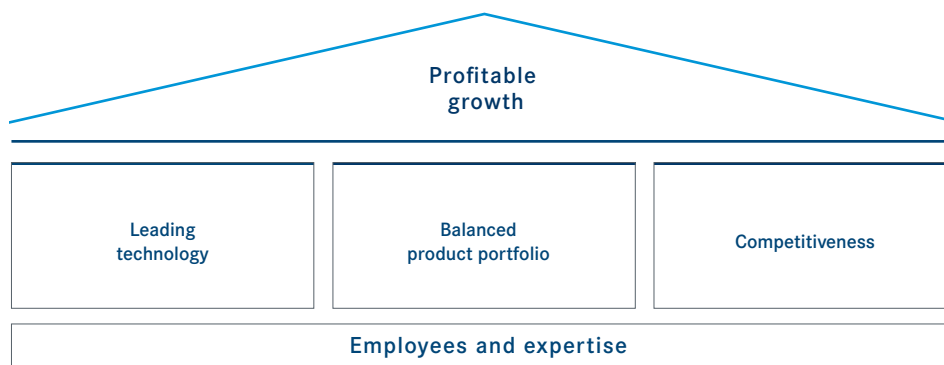 Profitable
growth
Leading
technology
Balanced
product portfolio
Competitiveness
Employees and expertise